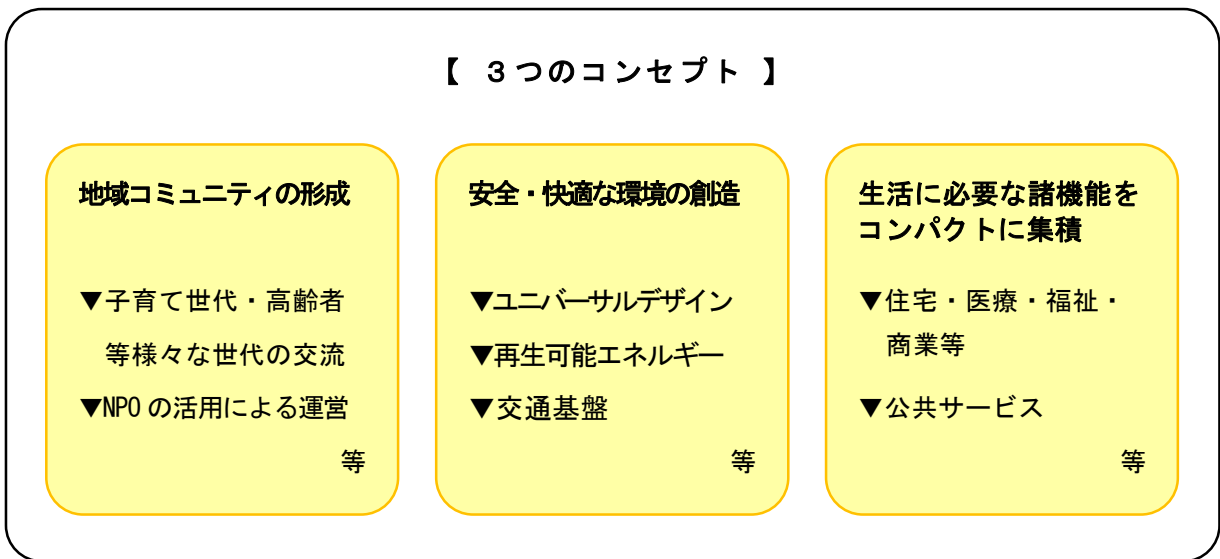 【 3つのコンセプト 】
地域コミュニティの形成
▼子育て世代・高齢者
等様々な世代の交流
▼NPOの活用による運営
等
安全・快適な環境の創造
▼ユニバーサルデザイン
▼再生可能エネルギー
▼交通基盤
等
生活に必要な諸機能を
コンパクトに集積
▼住宅・医療・福祉・
商業等
▼公共サービス
等